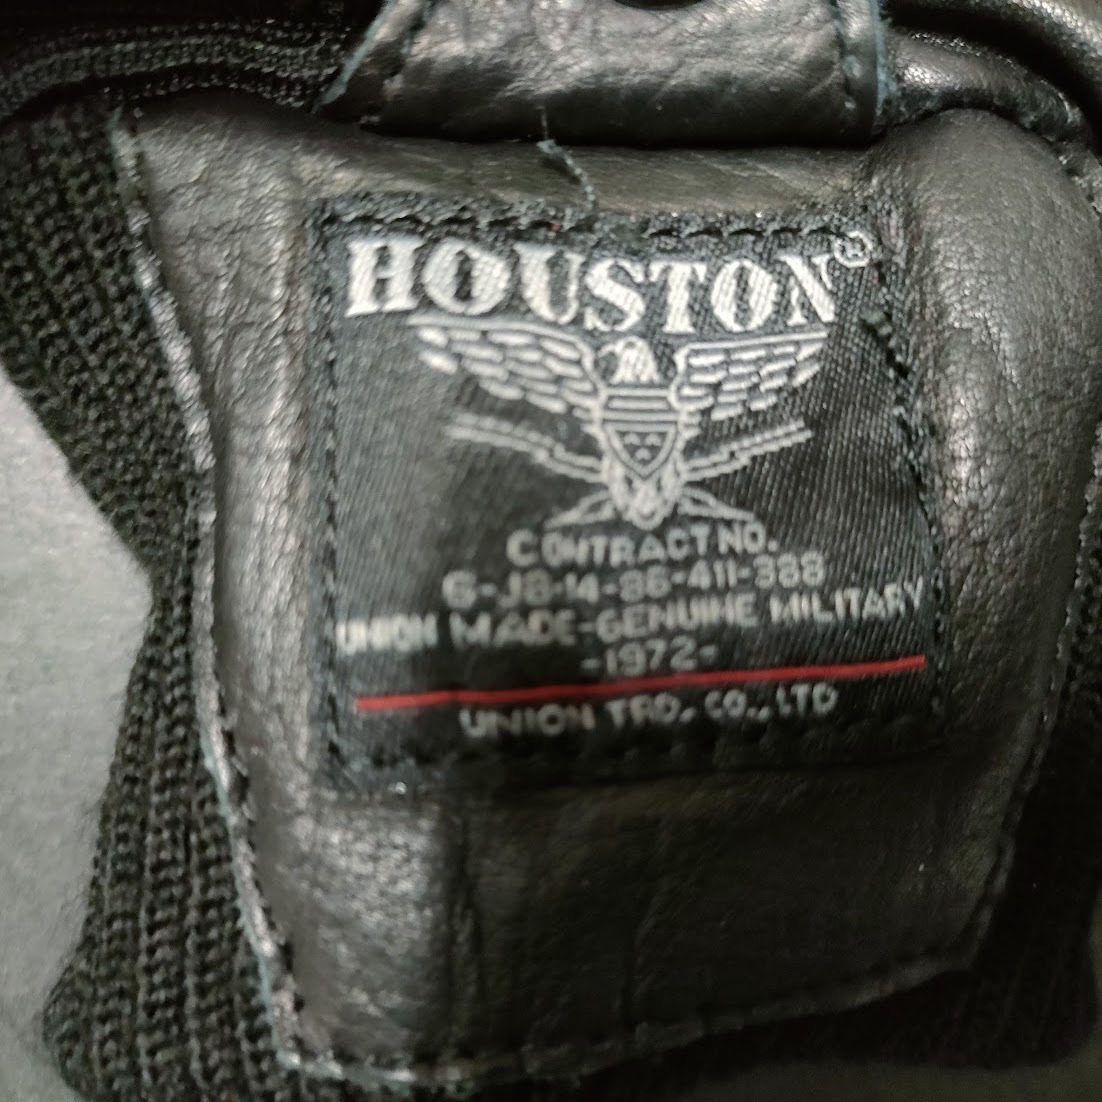 HOUSTON®
CONTRACT NO.
6-J8-14-86-411-388
UNION MADE-GENUINE MILITARY
-1972-
UNION TRD. CO., LTD